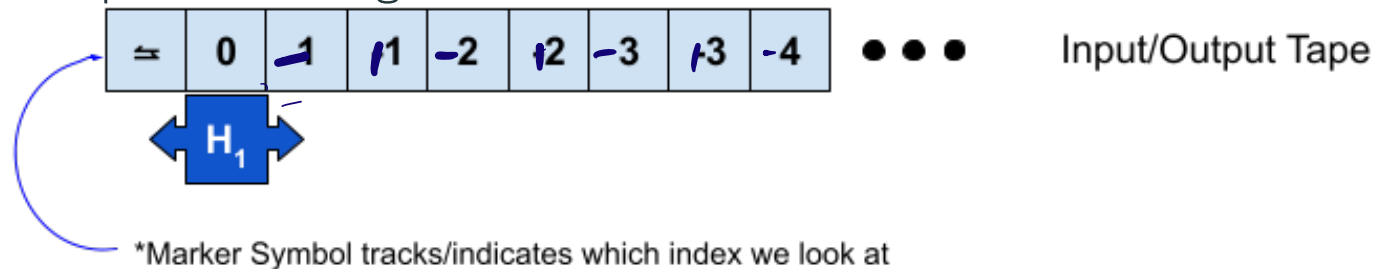 ≒ 0 -1 1 -2 2 -3 -3 -4 ● ● ● Input/Output Tape
H₁
*Marker Symbol tracks/indicates which index we look at